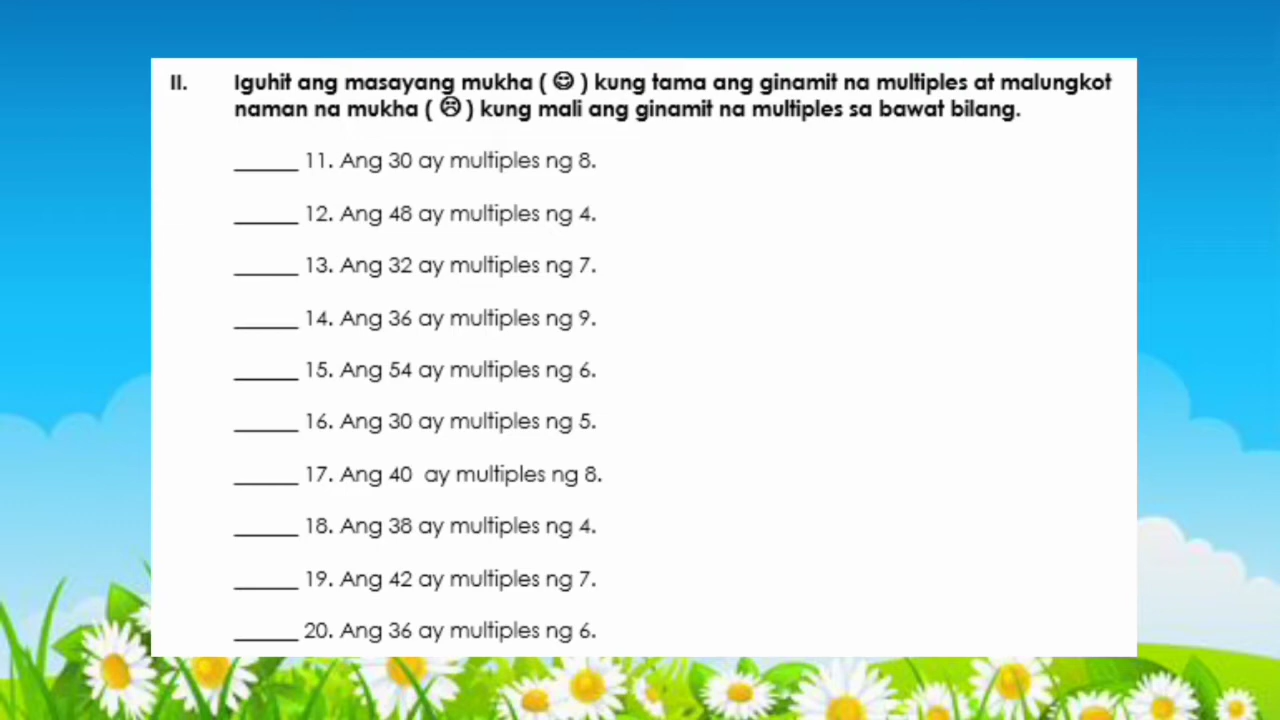 II. Iguhit ang masayang mukha ( 😊 ) kung tama ang ginamit na multiples at malungkot
naman na mukha ( ☹ ) kung mali ang ginamit na multiples sa bawat bilang.
______ 11. Ang 30 ay multiples ng 8.
______ 12. Ang 48 ay multiples ng 4.
______ 13. Ang 32 ay multiples ng 7.
______ 14. Ang 36 ay multiples ng 9.
______ 15. Ang 54 ay multiples ng 6.
______ 16. Ang 30 ay multiples ng 5.
______ 17. Ang 40 ay multiples ng 8.
______ 18. Ang 38 ay multiples ng 4.
______ 19. Ang 42 ay multiples ng 7.
______ 20. Ang 36 ay multiples ng 6.